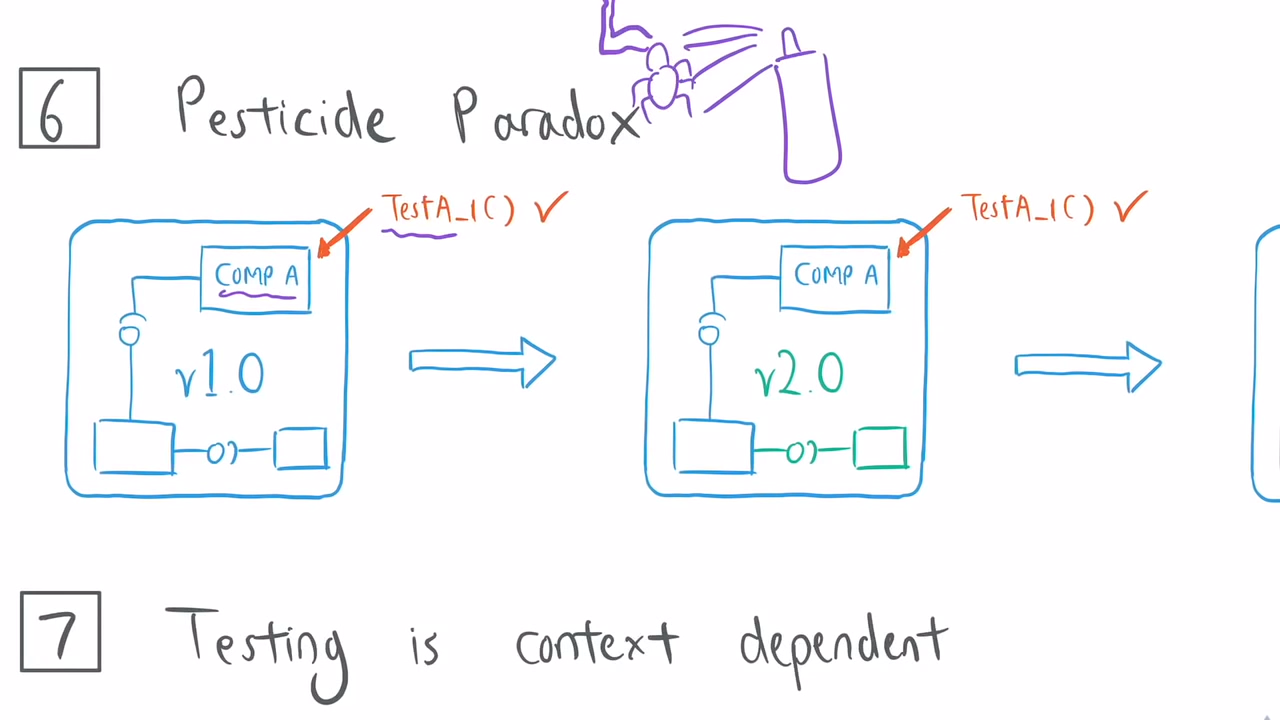 6 Pesticide Paradox
TestA_1() ✓
TestA_1() ✓
COMP A
COMP A
v1.0
v2.0
7 Testing is context dependent